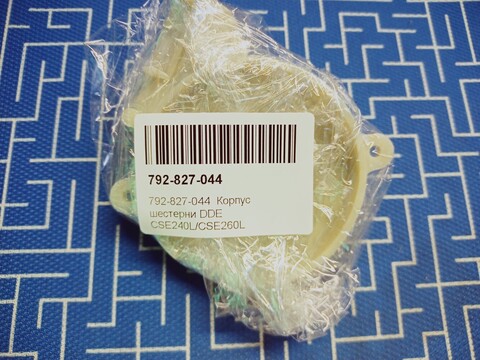 792-827-044
792-827-044 Корпус
шестерни DDE
CSE240L/CSE260L